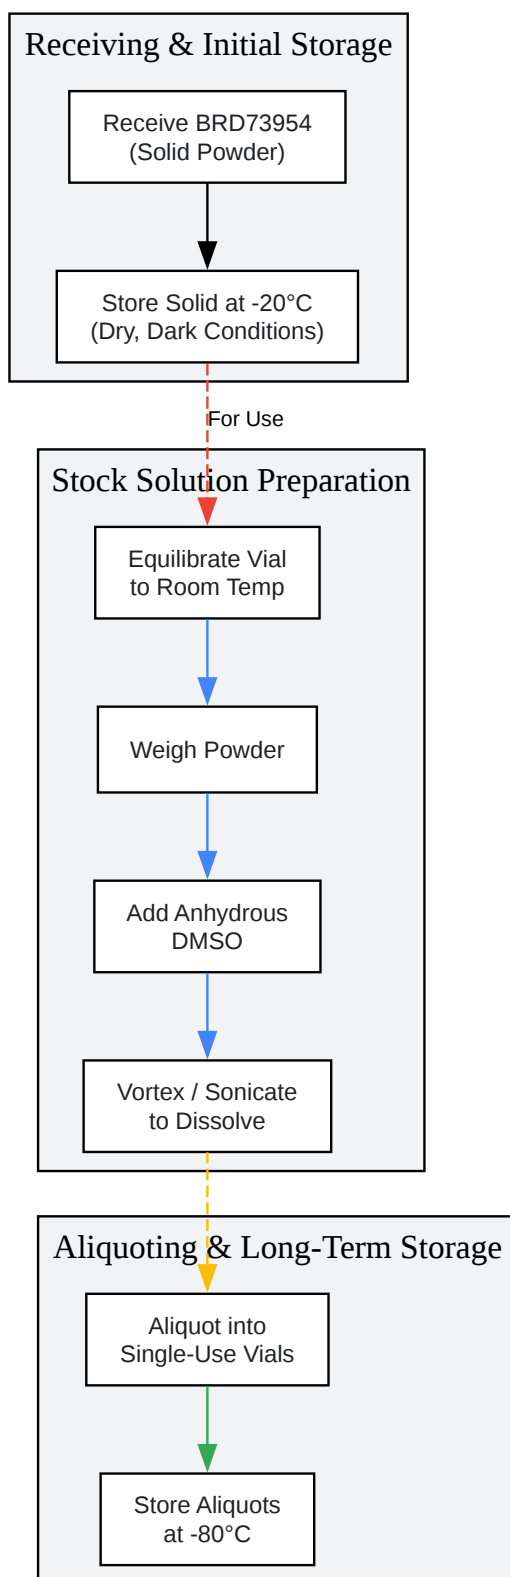 Receiving & Initial Storage
Receive BRD73954
(Solid Powder)
Store Solid at -20°C
(Dry, Dark Conditions)
For Use
Stock Solution Preparation
Equilibrate Vial
to Room Temp
Weigh Powder
Add Anhydrous
DMSO
Vortex / Sonicate
to Dissolve
Aliquoting & Long-Term Storage
Aliquot into
Single-Use Vials
Store Aliquots
at -80°C